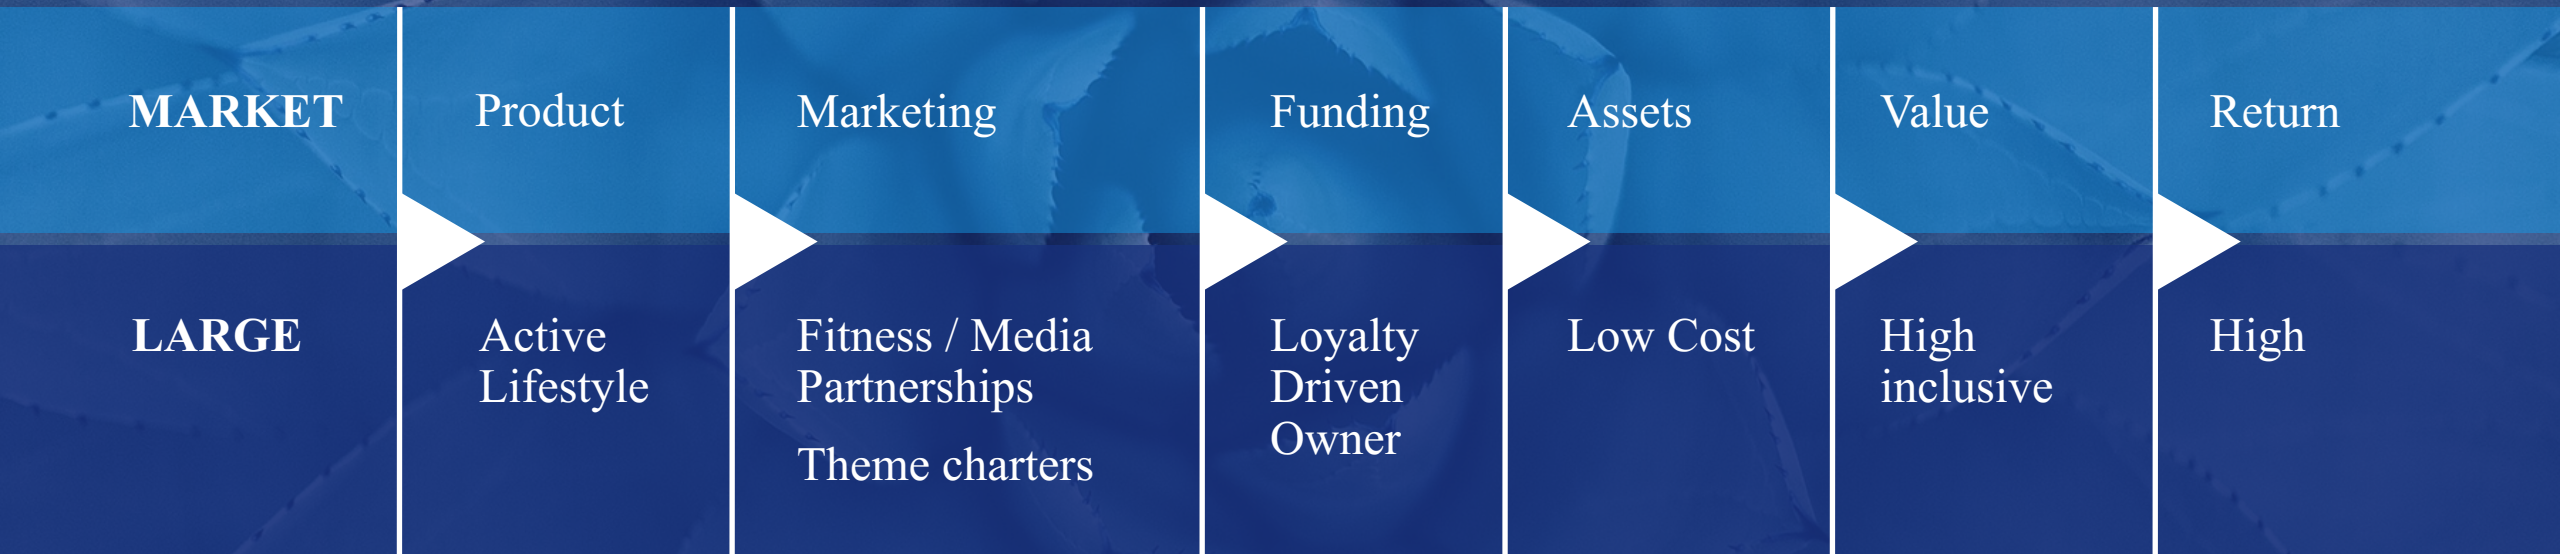 MARKET
Product
Marketing
Funding
Assets
Value
Return
LARGE
Active
Lifestyle
Fitness / Media
Partnerships
Theme charters
Loyalty
Driven
Owner
Low Cost
High
inclusive
High